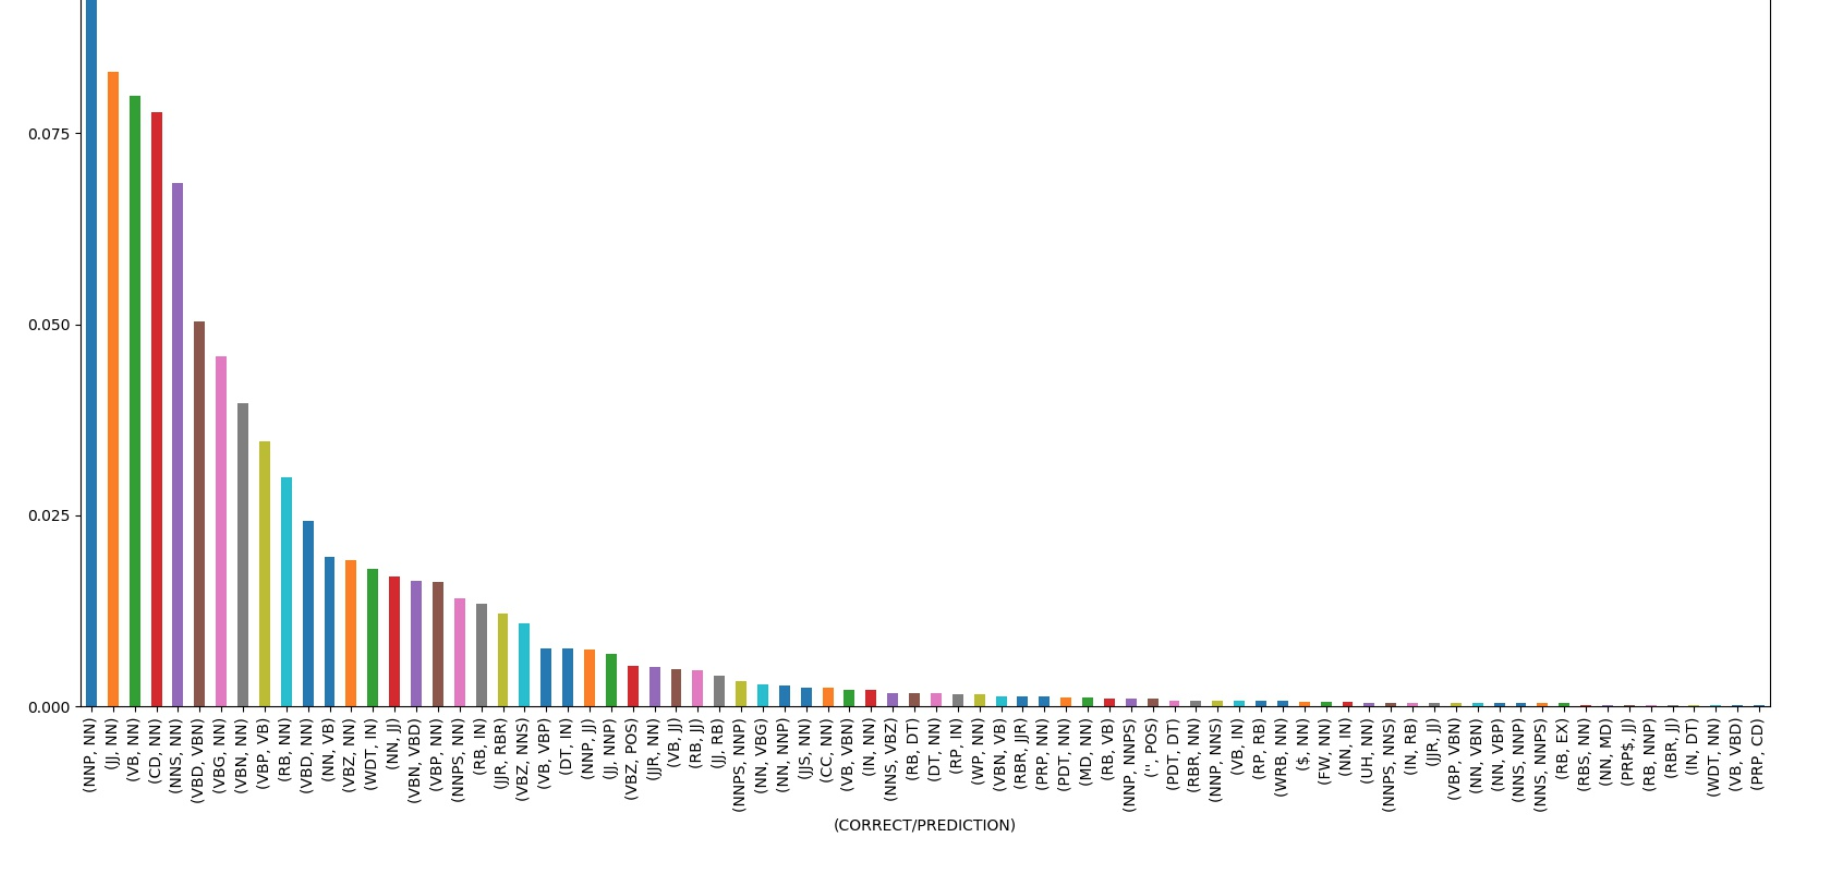 0.075
0.050
0.025
0.000
(NNP, NN)
(JJ, NN)
(VB, NN)
(CD, NN)
(NNS, NN)
(VBD, VBN)
(VBG, NN)
(VBN, NN)
(VBP, VB)
(RB, NN)
(VBD, NN)
(NN, VB)
(VBZ, NN)
(WDT, IN)
(NN, JJ)
(VBN, VBD)
(VBP, NN)
(NNPS, NN)
(RB, IN)
(JJR, RBR)
(VBZ, NNS)
(VB, VBP)
(DT, IN)
(NNP, JJ)
(JJ, NNP)
(VBZ, POS)
(JJR, NN)
(VB, JJ)
(RB, JJ)
(JJ, RB)
(NNPS, NNP)
(NN, VBG)
(NN, NNP)
(JJS, NN)
(CC, NN)
(VB, VBN)
(IN, NN)
(NNS, VBZ)
(RB, DT)
(DT, NN)
(RP, IN)
(WP, NN)
(VBN, VB)
(RBR, JJR)
(PRP, NN)
(PDT, NN)
(MD, NN)
(RB, VB)
(NNP, NNPS)
('', POS)
(PDT, DT)
(RBR, NN)
(NNP, NNS)
(VB, IN)
(RP, RB)
(WRB, NN)
($, NN)
(FW, NN)
(NN, IN)
(UH, NN)
(NNPS, NNS)
(IN, RB)
(JJR, JJ)
(VBP, VBN)
(NN, VBN)
(NN, VBP)
(NNS, NNP)
(NNS, NNPS)
(RB, EX)
(RBS, NN)
(NN, MD)
(PRP$, JJ)
(RB, NNP)
(RBR, JJ)
(IN, DT)
(WDT, NN)
(VB, VBD)
(PRP, CD)
(CORRECT/PREDICTION)